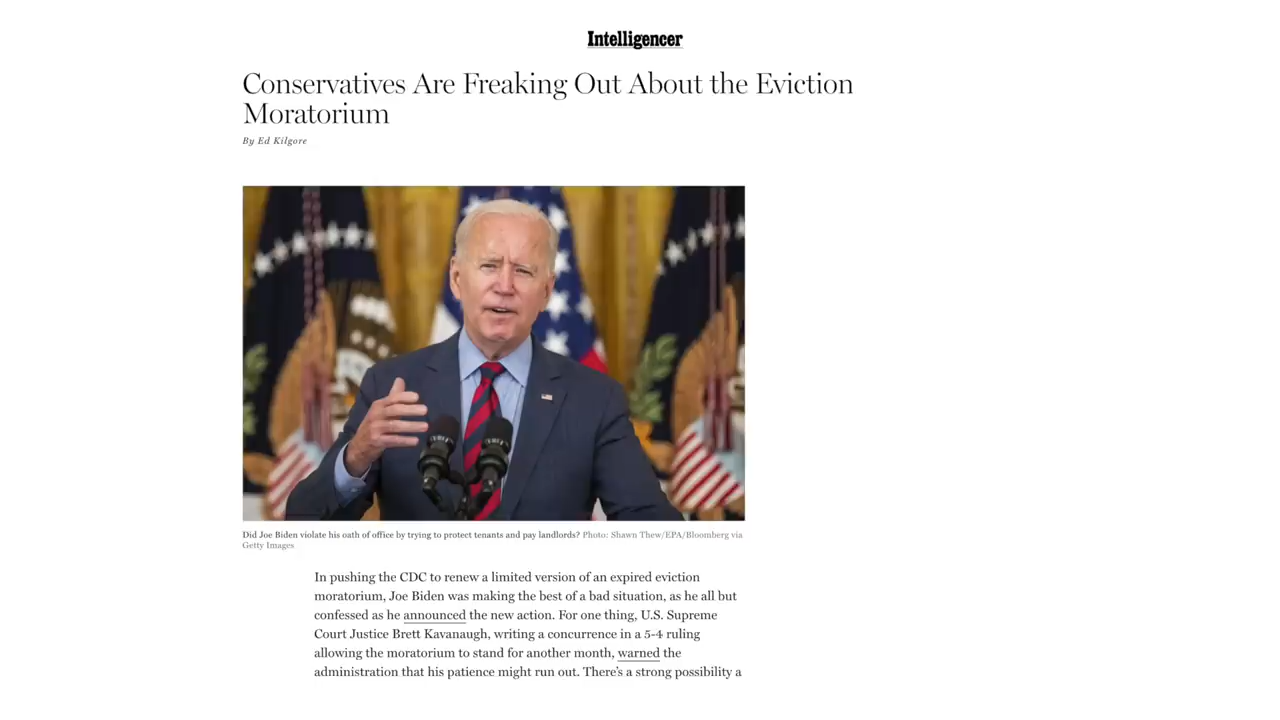 Intelligencer
Conservatives Are Freaking Out About the Eviction
Moratorium
By Ed Kilgore
Did Joe Biden violate his oath of office by trying to protect tenants and pay landlords? Photo: Shawn Thew/EPA/Bloomberg via
Getty Images
In pushing the CDC to renew a limited version of an expired eviction
moratorium, Joe Biden was making the best of a bad situation, as he all but
confessed as he announced the new action. For one thing, U.S. Supreme
Court Justice Brett Kavanaugh, writing a concurrence in a 5-4 ruling
allowing the moratorium to stand for another month, warned the
administration that his patience might run out. There’s a strong possibility a